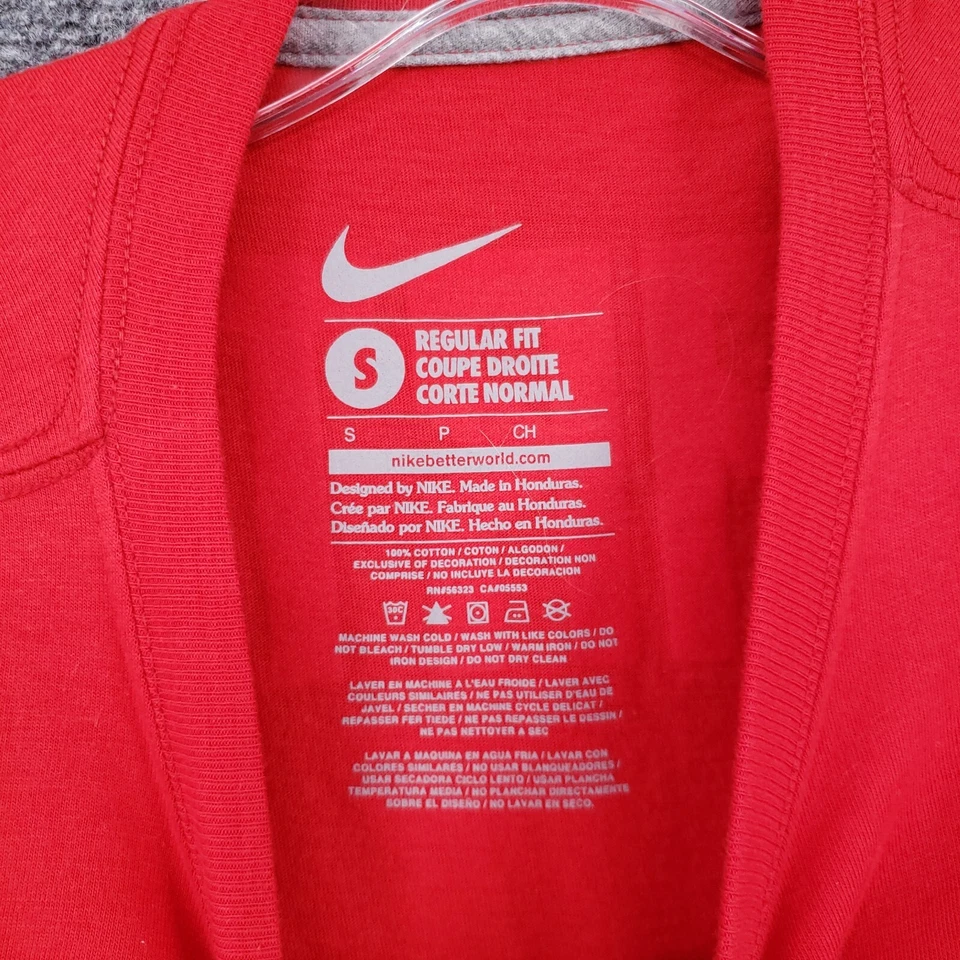 S
REGULAR FIT
COUPE DROITE
CORTE NORMAL
S P CH
nikebetterworld.com
Designed by NIKE. Made in Honduras.
Crée par NIKE. Fabrique au Honduras.
Diseñado por NIKE. Hecho en Honduras.
100% COTTON / COTON / ALGODÓN /
EXCLUSIVE OF DECORATION / DECORATION NON
COMPRISE / NO INCLUYE LA DECORACION
RN#56323 CA#05553
30C
MACHINE WASH COLD / WASH WITH LIKE COLORS / DO
NOT BLEACH / TUMBLE DRY LOW / WARM IRON / DO NOT
IRON DESIGN / DO NOT DRY CLEAN
LAVER EN MACHINE A L'EAU FROIDE / LAVER AVEC
COULEURS SIMILAIRES / NE PAS UTILISER D'EAU DE
JAVEL / SECHER EN MACHINE CYCLE DELICAT /
REPASSER FER TIEDE / NE PAS REPASSER LE DESSIN /
NE PAS NETTOYER A SEC
LAVAR A MAQUINA EN AGUA FRIA / LAVAR CON
COLORES SIMILARES / NO USAR BLANQUEADORES /
USAR SECADORA CICLO LENTO / USAR PLANCHA
TEMPERATURA MEDIA / NO PLANCHAR DIRECTAMENTE
SOBRE EL DISEÑO / NO LAVAR EN SECO.